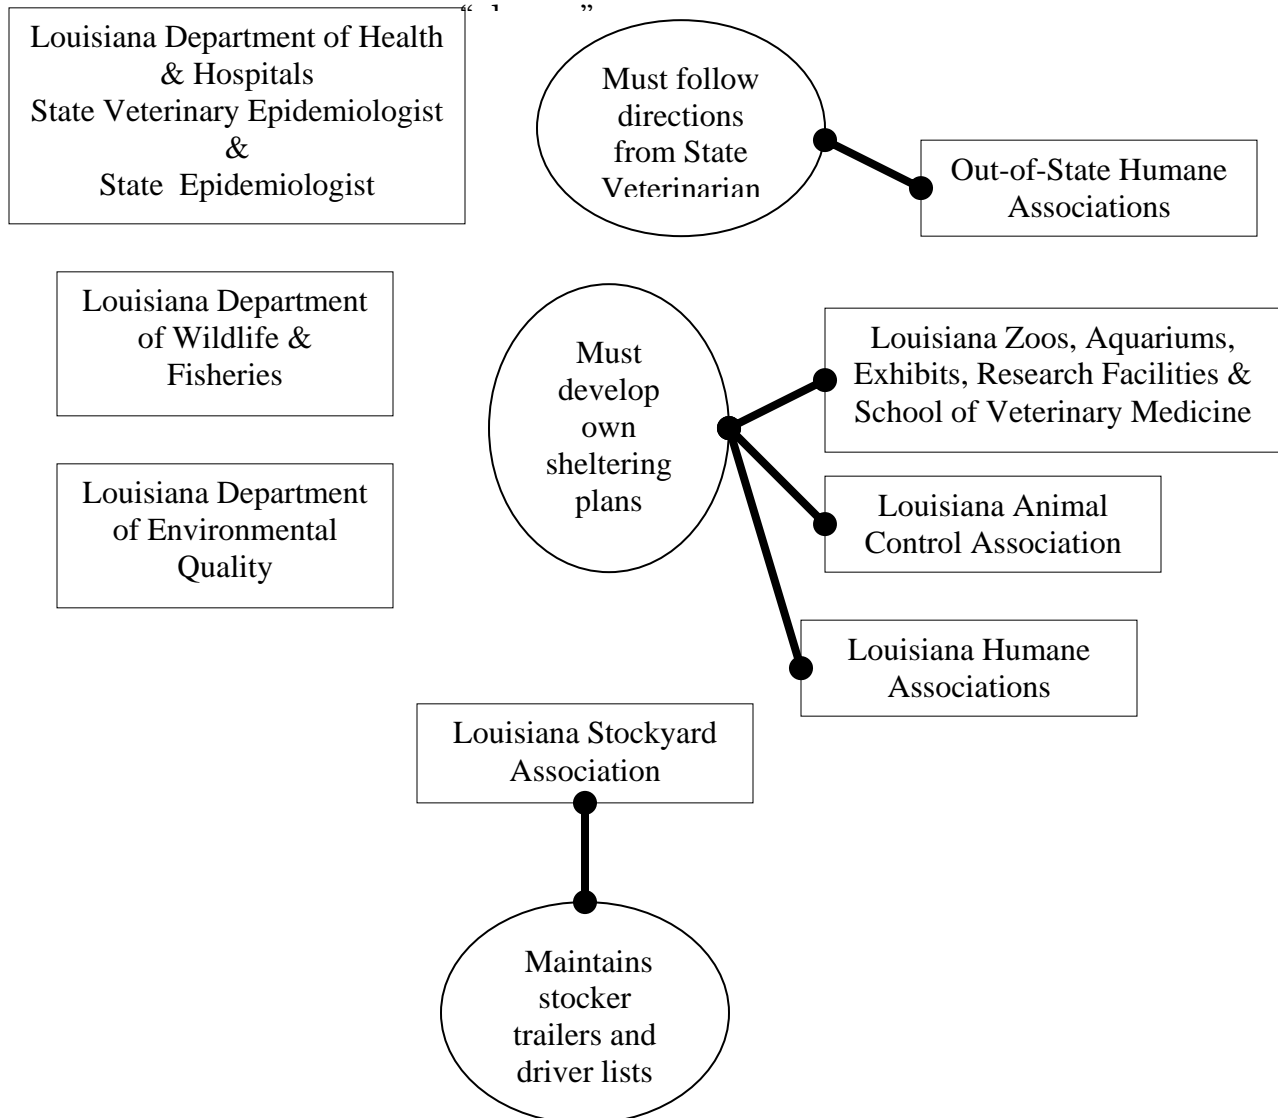 Louisiana Department of Health
& Hospitals
State Veterinary Epidemiologist
&
State Epidemiologist
Must follow
directions
from State
Veterinarian
Out-of-State Humane
Associations
Louisiana Department
of Wildlife &
Fisheries
Must
develop
own
sheltering
plans
Louisiana Zoos, Aquariums,
Exhibits, Research Facilities &
School of Veterinary Medicine
Louisiana Department
of Environmental
Quality
Louisiana Animal
Control Association
Louisiana Humane
Associations
Louisiana Stockyard
Association
Maintains
stocker
trailers and
driver lists